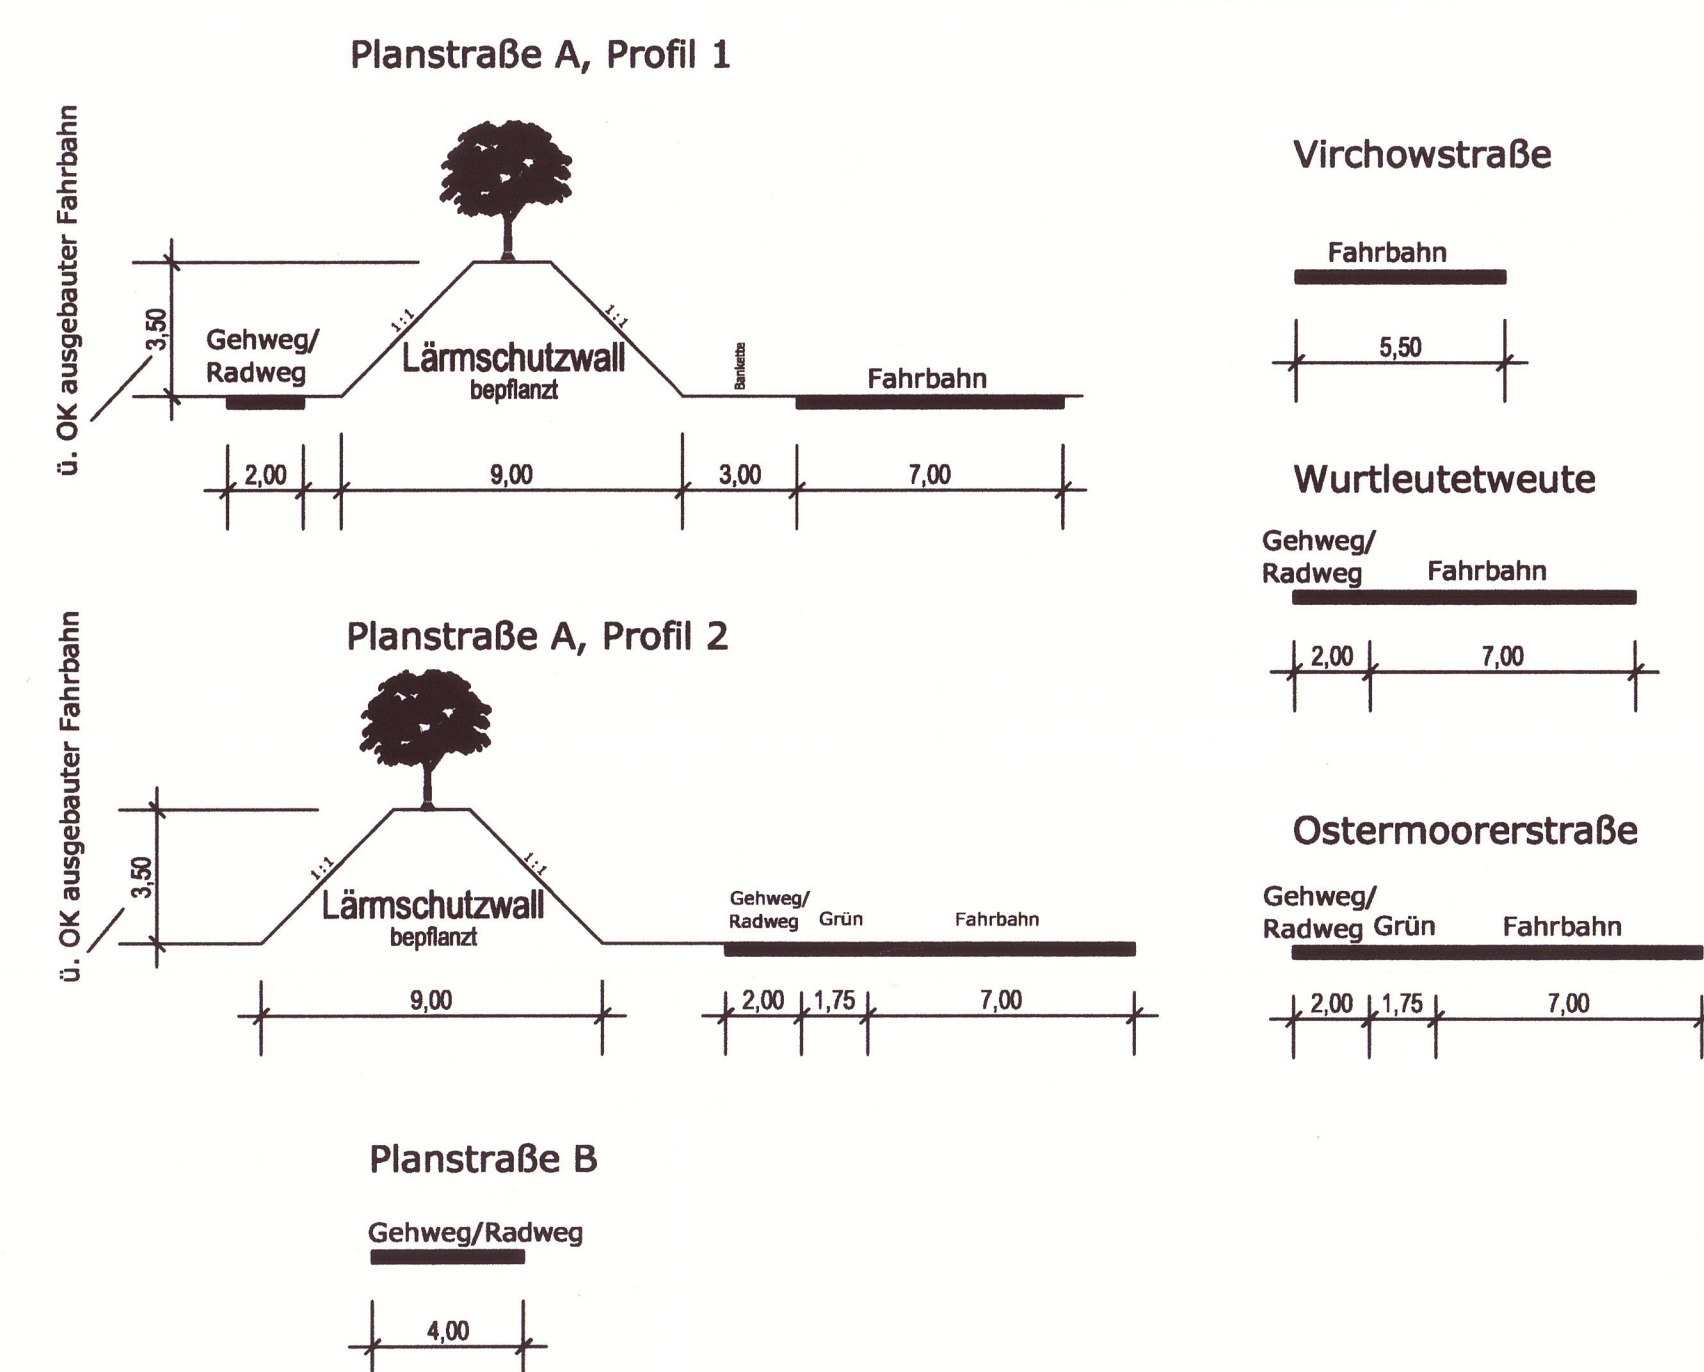 Planstraße A, Profil 1
ü. OK ausgebauter Fahrbahn
3,50
Gehweg/
Radweg
1:1
1:1
Lärmschutzwall
bepflanzt
Bankette
Fahrbahn
2,00
9,00
3,00
7,00
Planstraße A, Profil 2
ü. OK ausgebauter Fahrbahn
3,50
1:1
1:1
Lärmschutzwall
bepflanzt
Gehweg/
Radweg
Grün
Fahrbahn
9,00
2,00
1,75
7,00
Planstraße B
Gehweg/Radweg
4,00
Virchowstraße
Fahrbahn
5,50
Wurtleutetweute
Gehweg/
Radweg
Fahrbahn
2,00
7,00
Ostermoorerstraße
Gehweg/
Radweg
Grün
Fahrbahn
2,00
1,75
7,00